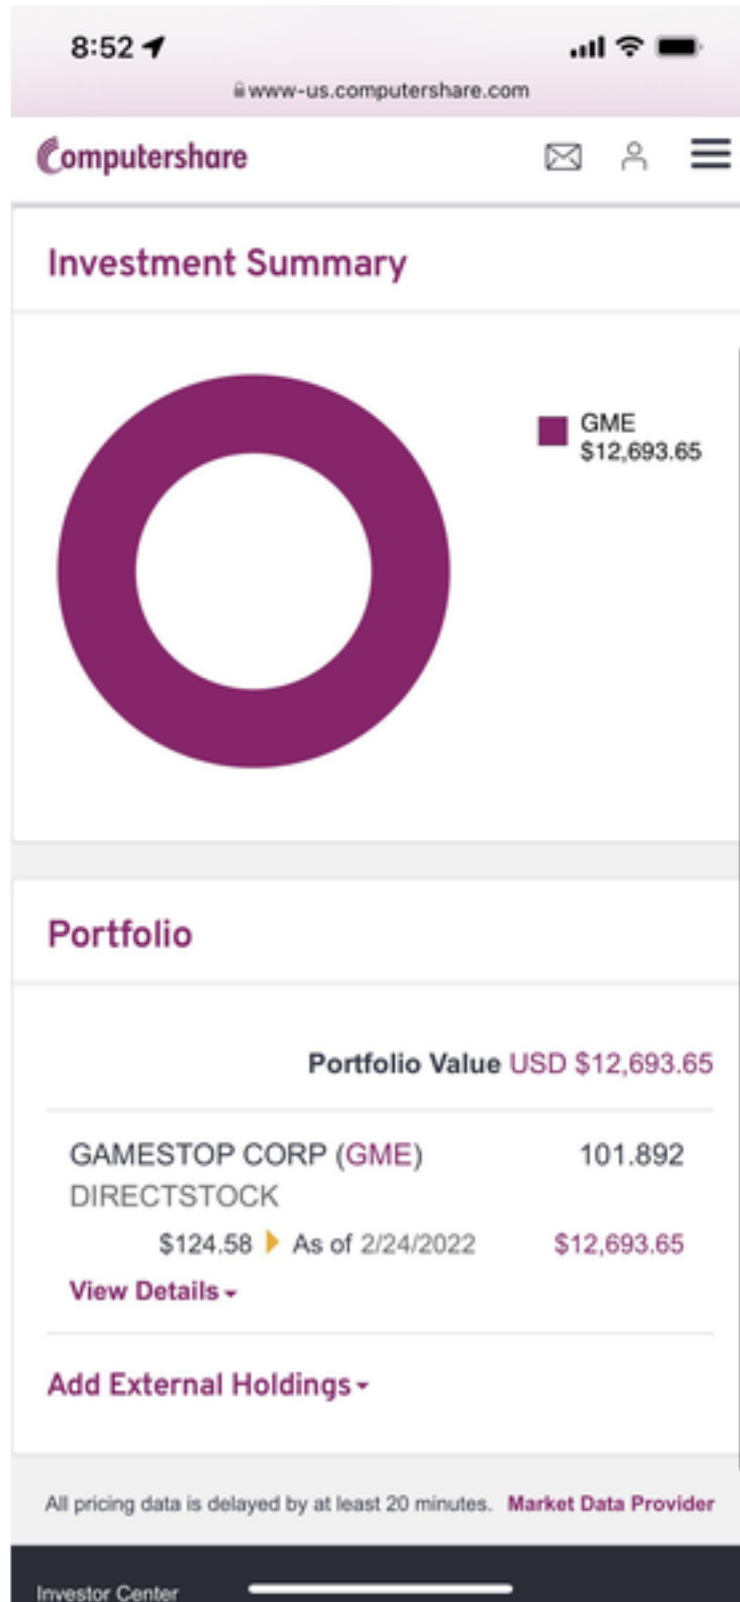 8:52
www-us.computershare.com
Computershare
Investment Summary
GME
$12,693.65
Portfolio
Portfolio Value USD $12,693.65
GAMESTOP CORP (GME) 101.892
DIRECTSTOCK
$124.58 As of 2/24/2022 $12,693.65
View Details
Add External Holdings
All pricing data is delayed by at least 20 minutes. Market Data Provider
Investor Center